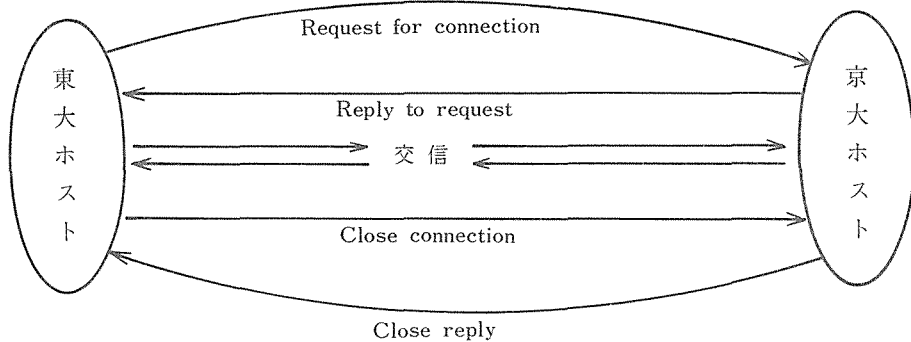 Request for connection
東大ホスト
京大ホスト
Reply to request
交信
Close connection
Close reply